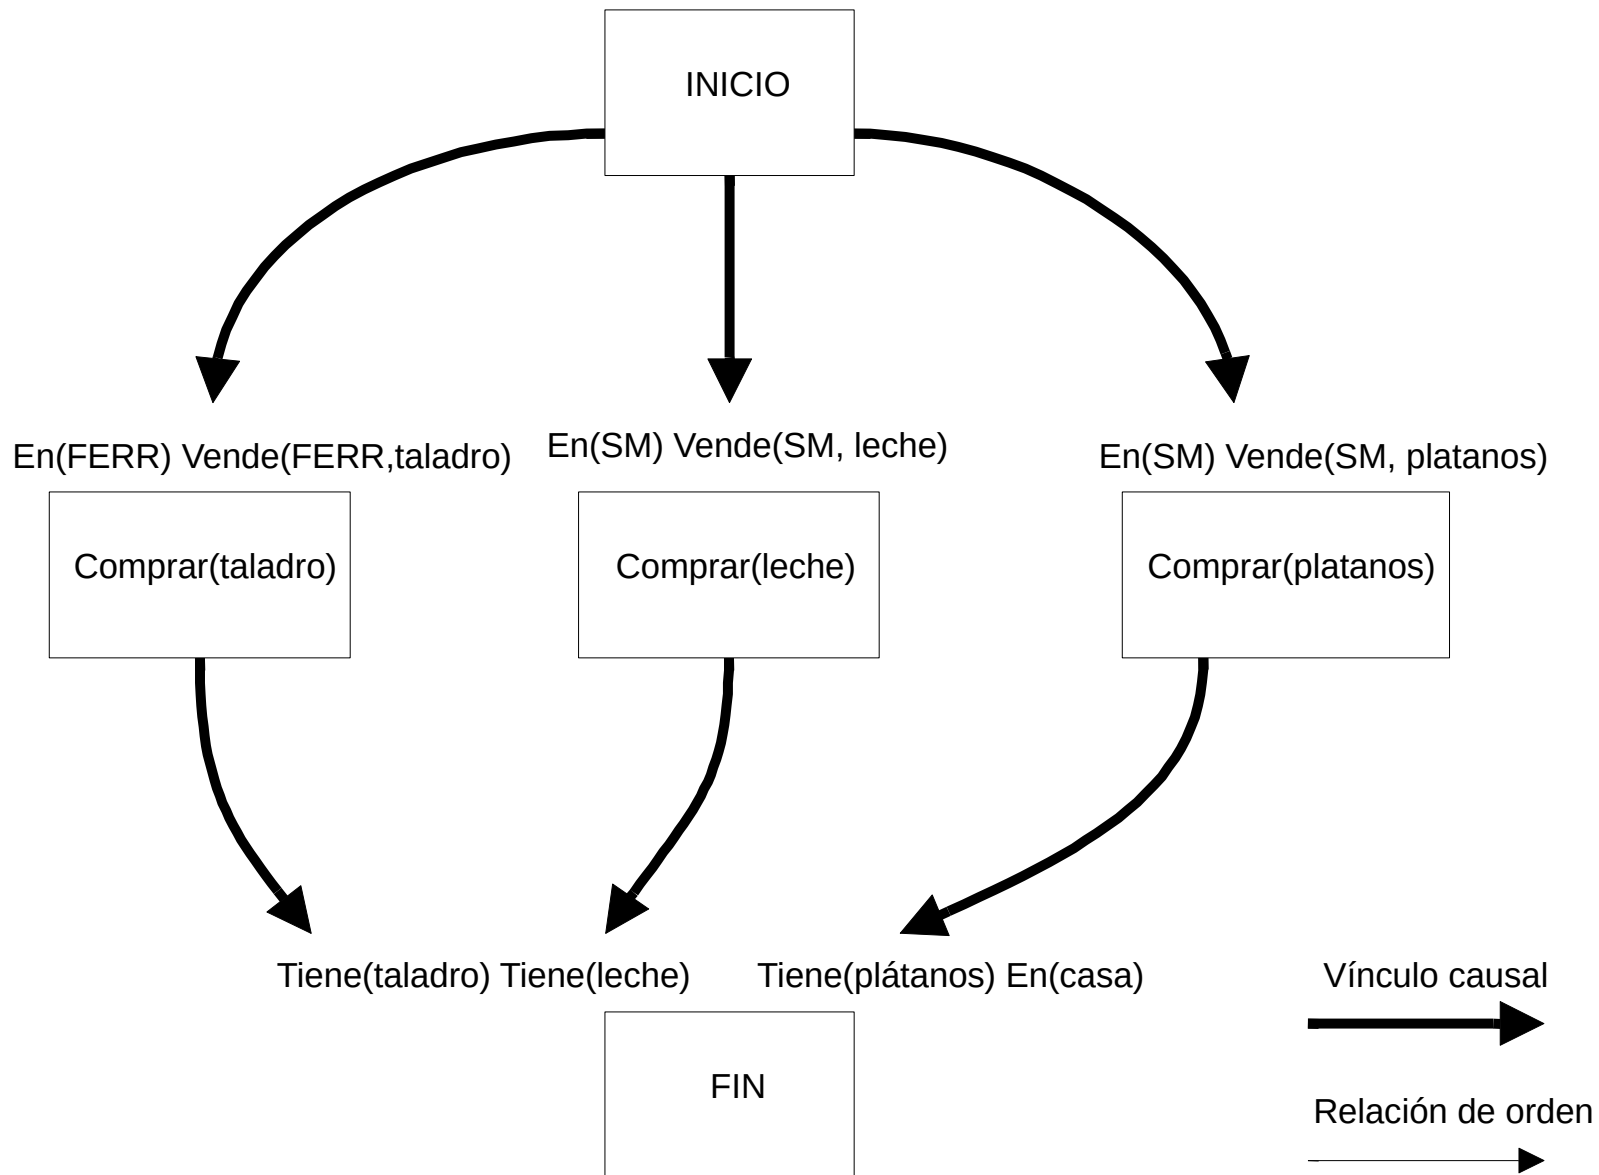 INICIO
En(FERR) Vende(FERR,taladro)
En(SM) Vende(SM, leche)
En(SM) Vende(SM, platanos)
Comprar(taladro)
Comprar(leche)
Comprar(platanos)
Tiene(taladro) Tiene(leche)
Tiene(plátanos) En(casa)
FIN
Vínculo causal
Relación de orden